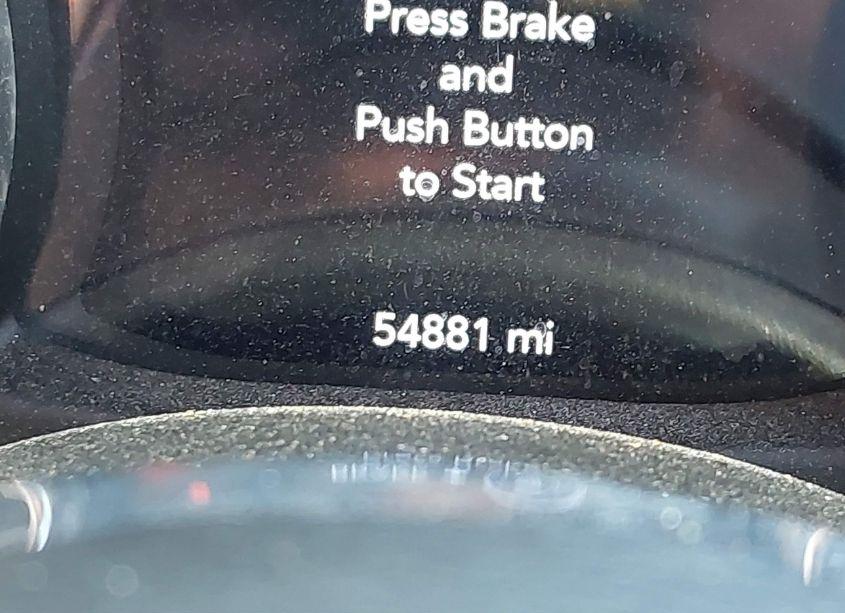 Press Brake
and
Push Button
to Start
54881 mi